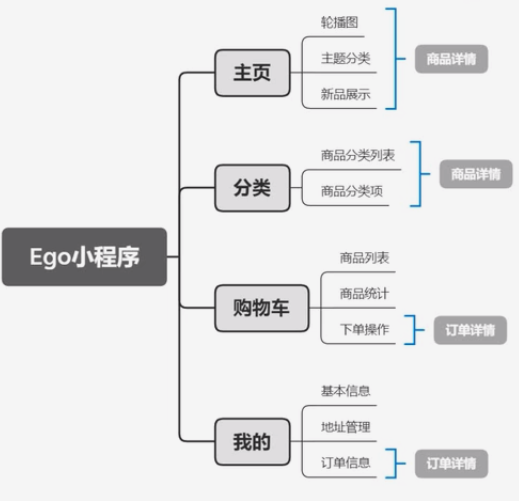 Ego小程序
主页
轮播图
主题分类
新品展示
商品详情
分类
商品分类列表
商品分类项
商品详情
购物车
商品列表
商品统计
下单操作
订单详情
我的
基本信息
地址管理
订单信息
订单详情